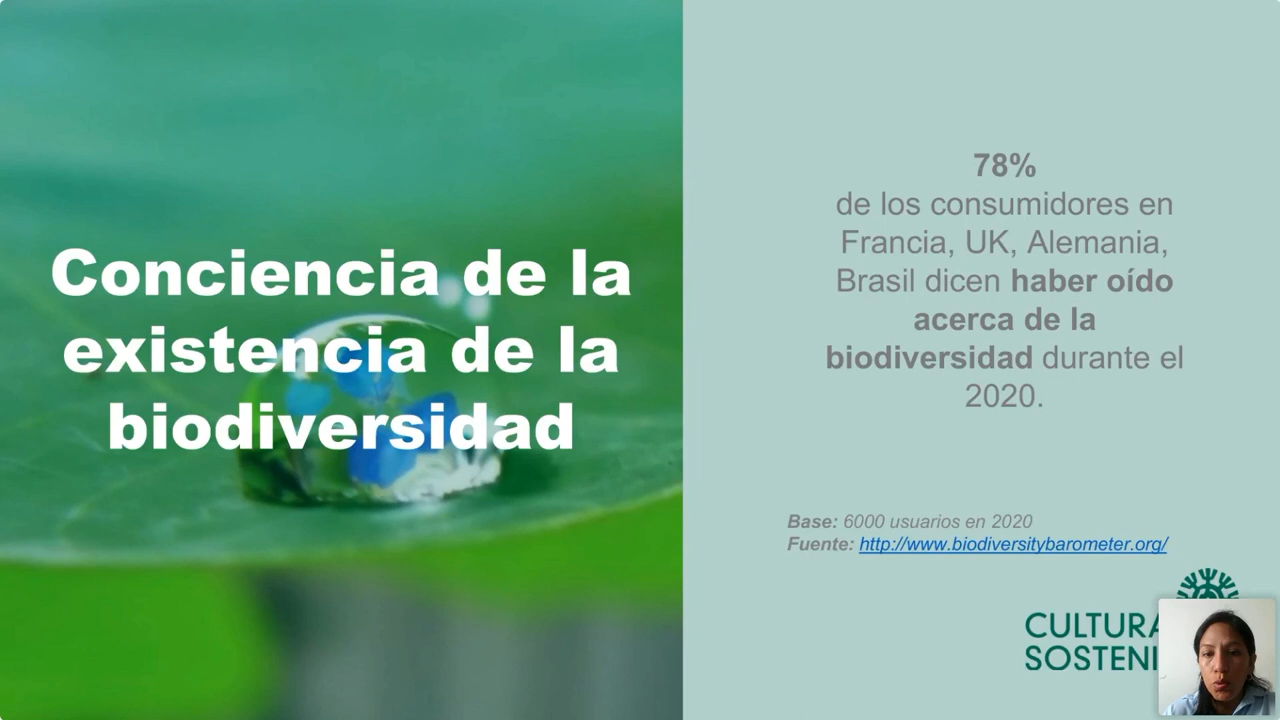 Conciencia de la
existencia de la
biodiversidad
78%
de los consumidores en
Francia, UK, Alemania,
Brasil dicen haber oído
acerca de la
biodiversidad durante el
2020.
Base: 6000 usuarios en 2020
Fuente: http://www.biodiversitybarometer.org/
CULTURA